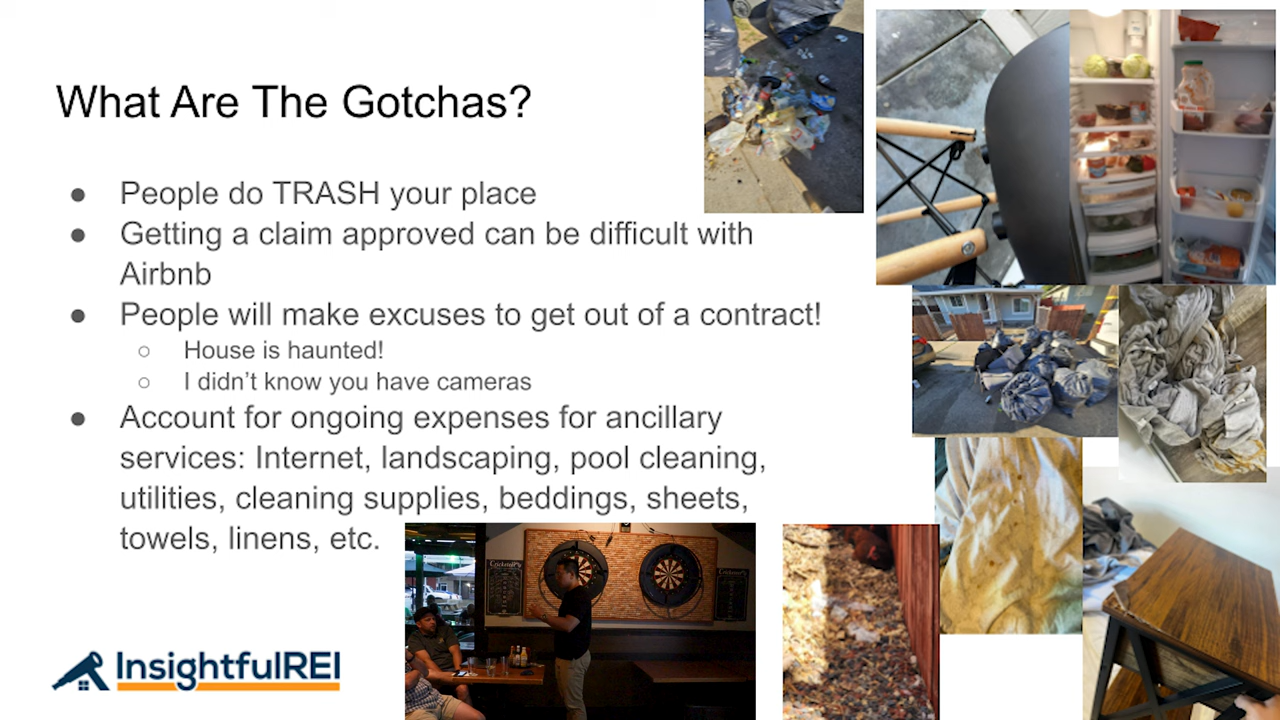 What Are The Gotchas?
● People do TRASH your place
● Getting a claim approved can be difficult with
Airbnb
● People will make excuses to get out of a contract!
○ House is haunted!
○ I didn't know you have cameras
● Account for ongoing expenses for ancillary
services: Internet, landscaping, pool cleaning,
utilities, cleaning supplies, beddings, sheets,
towels, linens, etc.
InsightfulREI